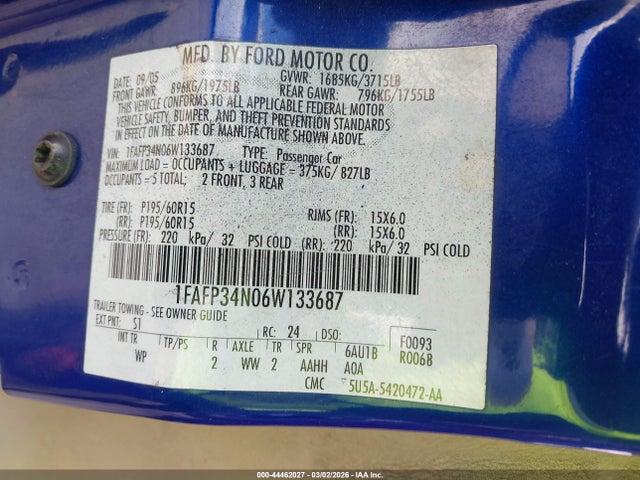 MFD. BY FORD MOTOR CO.
DATE: 09/05 GVWR: 1685KG/3715LB
FRONT GAWR: 896KG/1975LB REAR GAWR: 796KG/1755LB
THIS VEHICLE CONFORMS TO ALL APPLICABLE FEDERAL MOTOR
VEHICLE SAFETY, BUMPER, AND THEFT PREVENTION STANDARDS
IN EFFECT ON THE DATE OF MANUFACTURE SHOWN ABOVE.
VIN: 1FAFP34N06W133687 TYPE: Passenger Car
MAXIMUM LOAD = OCCUPANTS + LUGGAGE = 375KG/ 827LB
OCCUPANTS = 5 TOTAL; 2 FRONT, 3 REAR
TIRE (FR): P195/60R15 RIMS (FR): 15X6.0
(RR): P195/60R15 (RR): 15X6.0
PRESSURE (FR): 220 kPa/ 32 PSI COLD (RR): 220 kPa/ 32 PSI COLD
1FAFP34N06W133687
TRAILER TOWING - SEE OWNER GUIDE
EXT PNT: S1 RC: 24 DSO: F0093
INT TR TP/PS R AXLE TR SPR 6AU1B R0068
WP 2 WW 2 AAHH A0A
CMC 5U5A-5420472-AA
000-44462027 - 03/02/2026 - IAAI.com